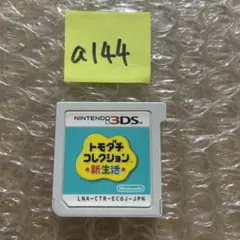 a144
NINTENDO 3DS
トモダチ
コレクション
新生活
Nintendo
LNA-CTR-EC6J-JPN